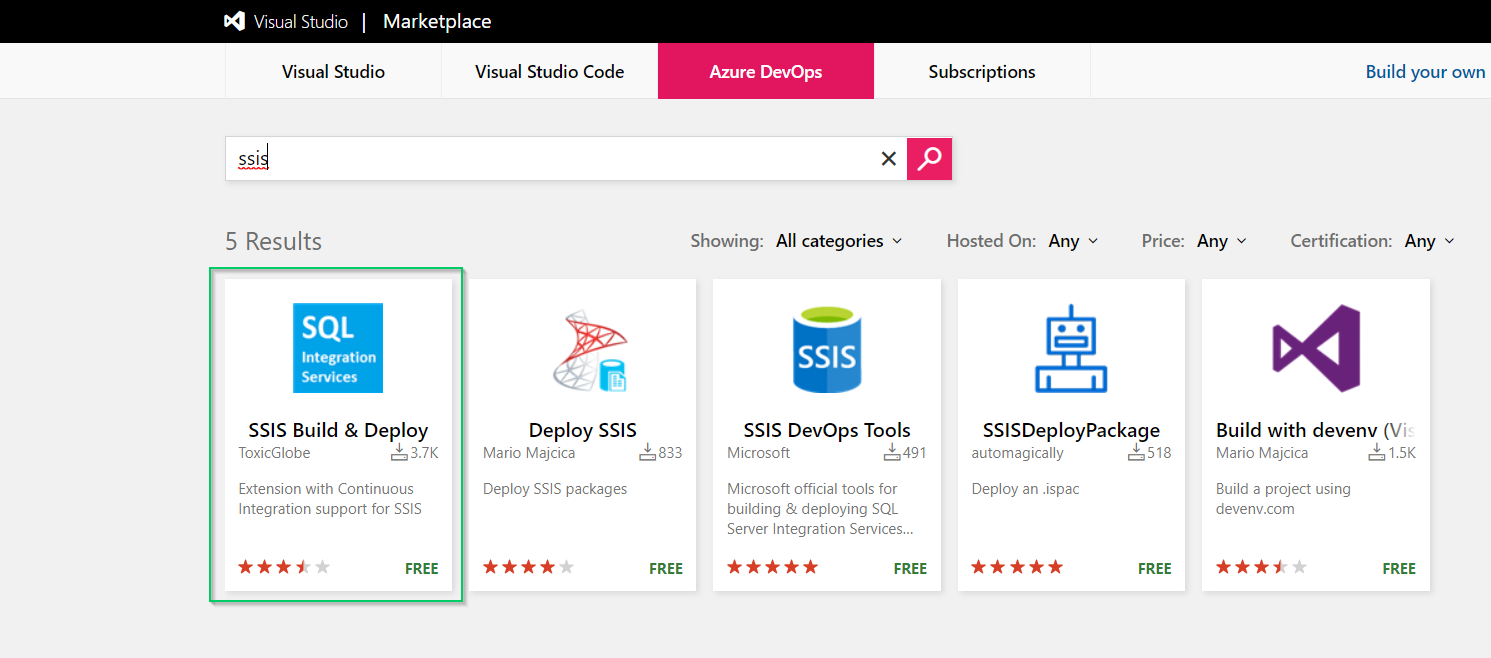 Visual Studio | Marketplace
Visual Studio
Visual Studio Code
Azure DevOps
Subscriptions
Build your own
ssis
5 Results
Showing: All categories
Hosted On: Any
Price: Any
Certification: Any
SQL
Integration
Services
SSIS Build & Deploy
ToxicGlobe
3.7K
Extension with Continuous
Integration support for SSIS
FREE
Deploy SSIS
Mario Majcica
833
Deploy SSIS packages
FREE
SSIS
SSIS DevOps Tools
Microsoft
491
Microsoft official tools for
building & deploying SQL
Server Integration Services...
FREE
SSISDeployPackage
automagically
518
Deploy an .ispac
FREE
Build with devenv (Vis
Mario Majcica
1.5K
Build a project using
devenv.com
FREE